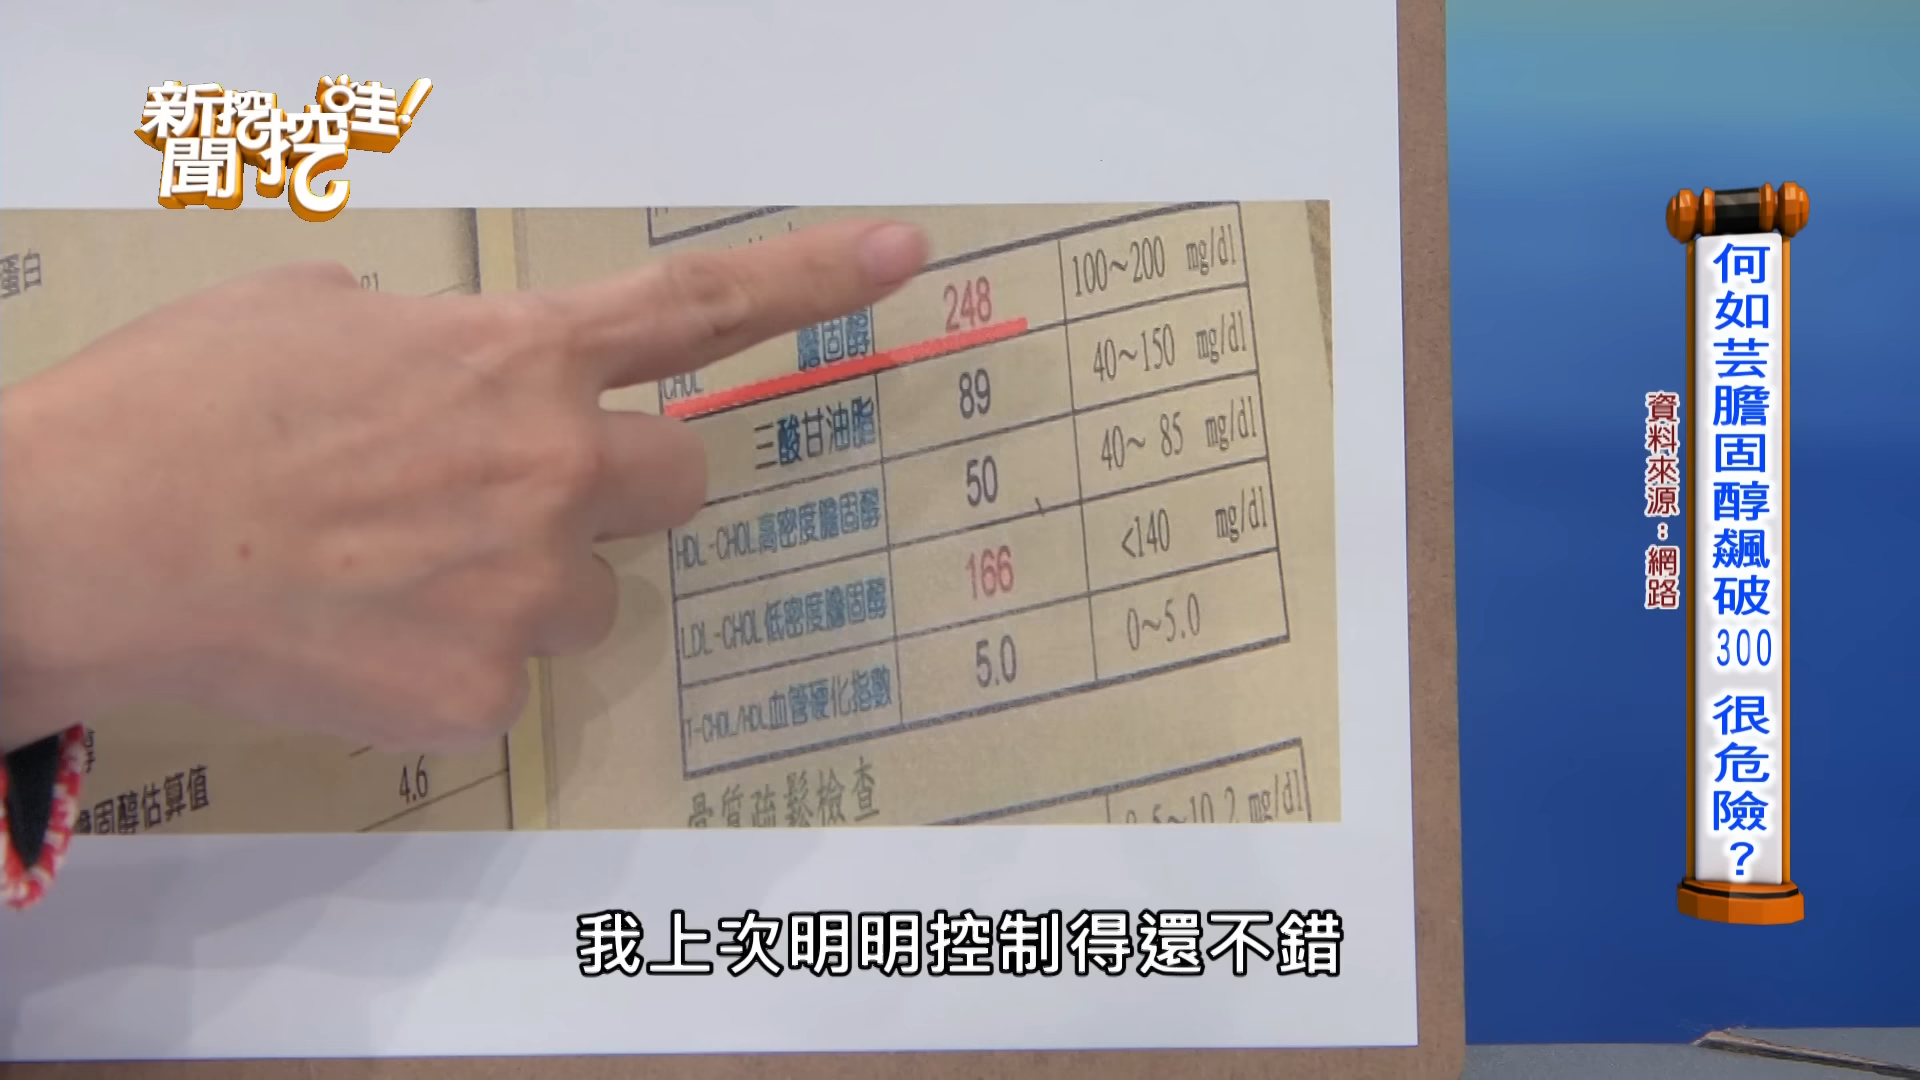 新聞挖挖哇!
248
100~200 mg/dl
CHOL
膽固醇
三酸甘油脂
89
40~150 mg/dl
HDL-CHOL高密度膽固醇
50
40~ 85 mg/dl
LDL-CHOL低密度膽固醇
166
<140 mg/dl
T-CHOL/HDL血管硬化指數
5.0
0~5.0
骨質疏鬆檢查
膽固醇估算值
4.6
我上次明明控制得還不錯
資料來源:網路
何如芸膽固醇飆破300 很危險?